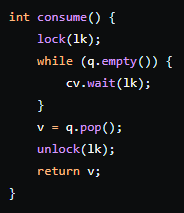 int consume() {
    lock(lk);
    while (q.empty()) {
        cv.wait(lk);
    }
    v = q.pop();
    unlock(lk);
    return v;
}